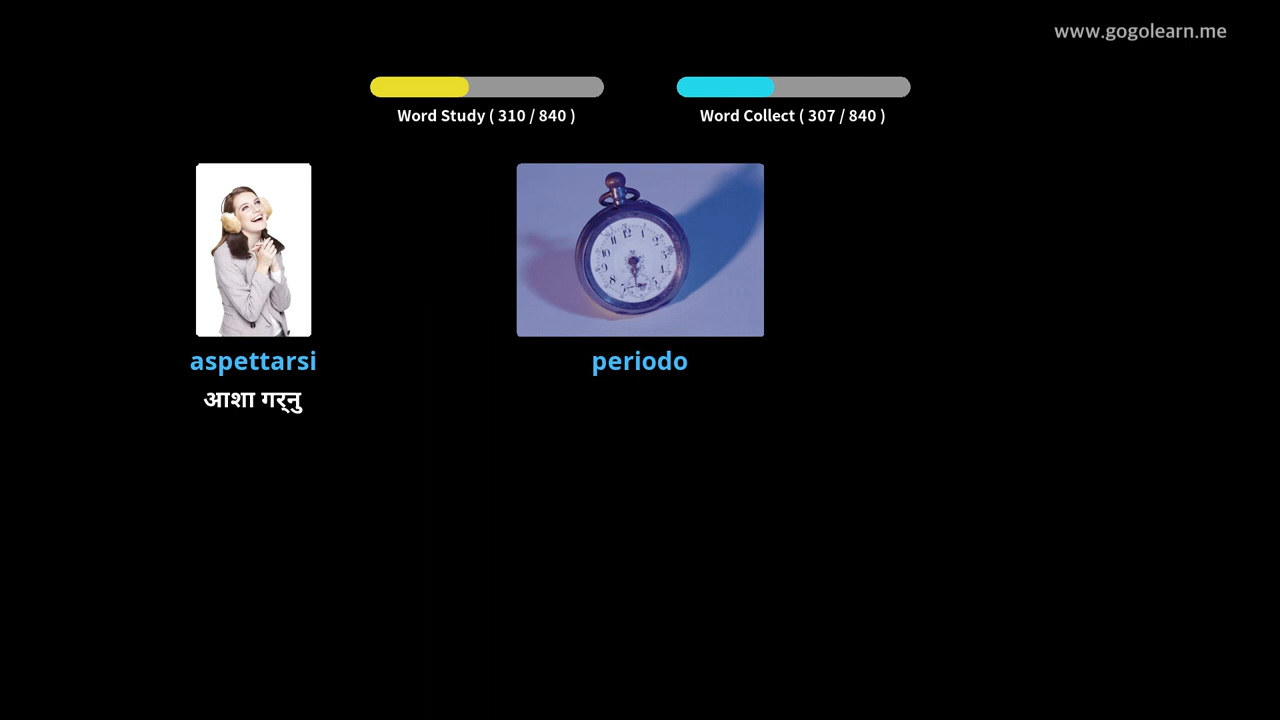 www.gogolearn.me
Word Study ( 310 / 840 )
Word Collect ( 307 / 840 )
aspettarsi
periodo
आशा गर्नु